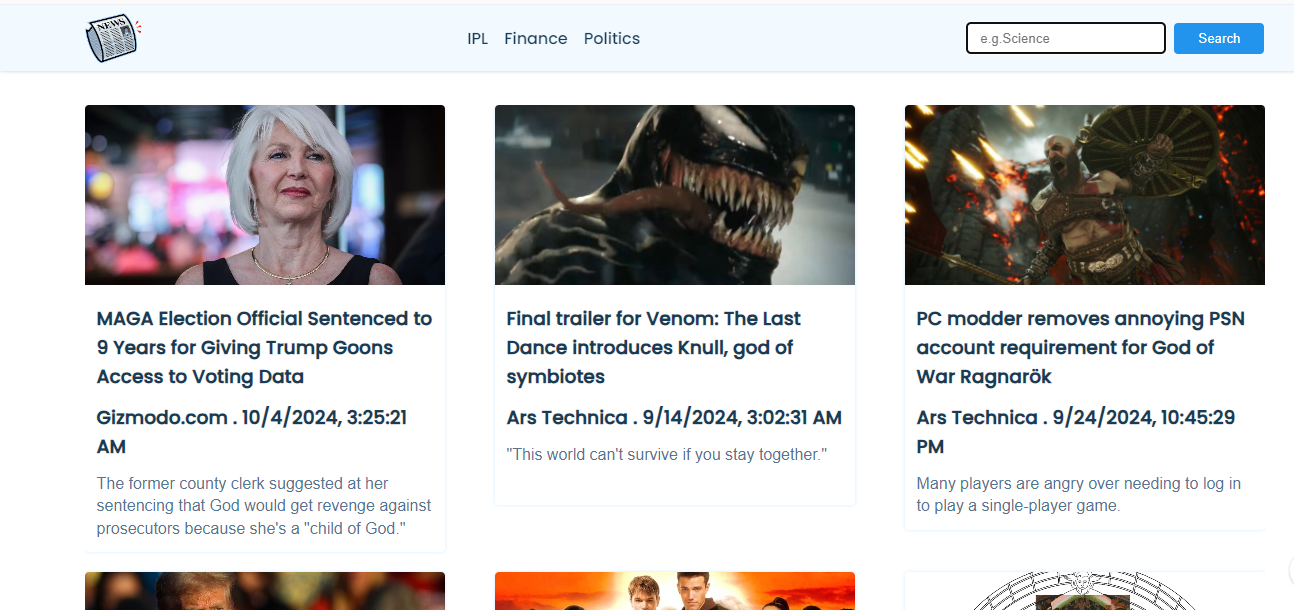 NEWS
IPL Finance Politics
e.g.Science
Search
MAGA Election Official Sentenced to
9 Years for Giving Trump Goons
Access to Voting Data
Gizmodo.com . 10/4/2024, 3:25:21
AM
The former county clerk suggested at her
sentencing that God would get revenge against
prosecutors because she's a "child of God."
Final trailer for Venom: The Last
Dance introduces Knull, god of
symbiotes
Ars Technica . 9/14/2024, 3:02:31 AM
"This world can't survive if you stay together."
PC modder removes annoying PSN
account requirement for God of
War Ragnarök
Ars Technica . 9/24/2024, 10:45:29
PM
Many players are angry over needing to log in
to play a single-player game.